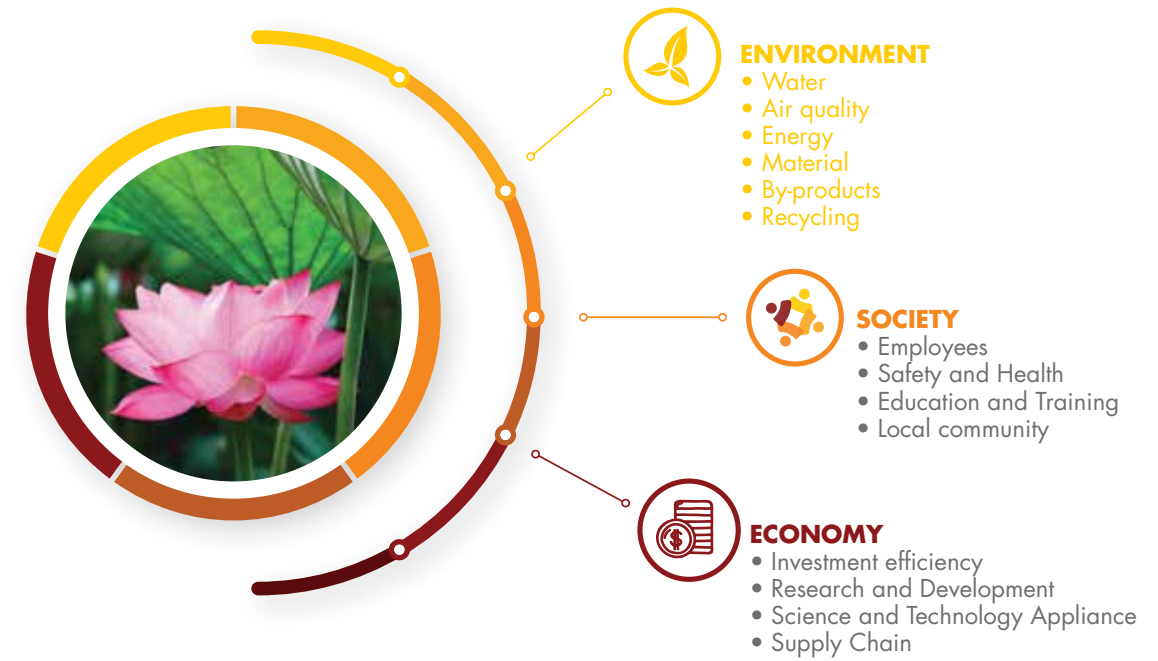 ENVIRONMENT
• Water
• Air quality
• Energy
• Material
• By-products
• Recycling
SOCIETY
• Employees
• Safety and Health
• Education and Training
• Local community
$
ECONOMY
• Investment efficiency
• Research and Development
• Science and Technology Appliance
• Supply Chain